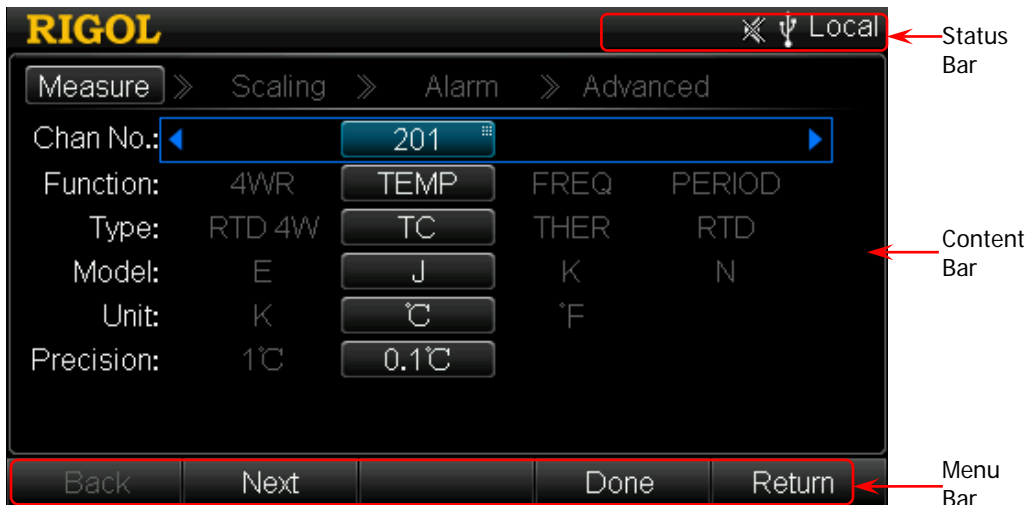 RIGOL
Local
Status
Bar
Measure » Scaling » Alarm » Advanced
Chan No.: 201
Function: 4WR TEMP FREQ PERIOD
Type: RTD 4W TC THER RTD
Content
Bar
Model: E J K N
Unit: K ℃ ℉
Precision: 1℃ 0.1℃
Back Next Done Return
Menu
Bar